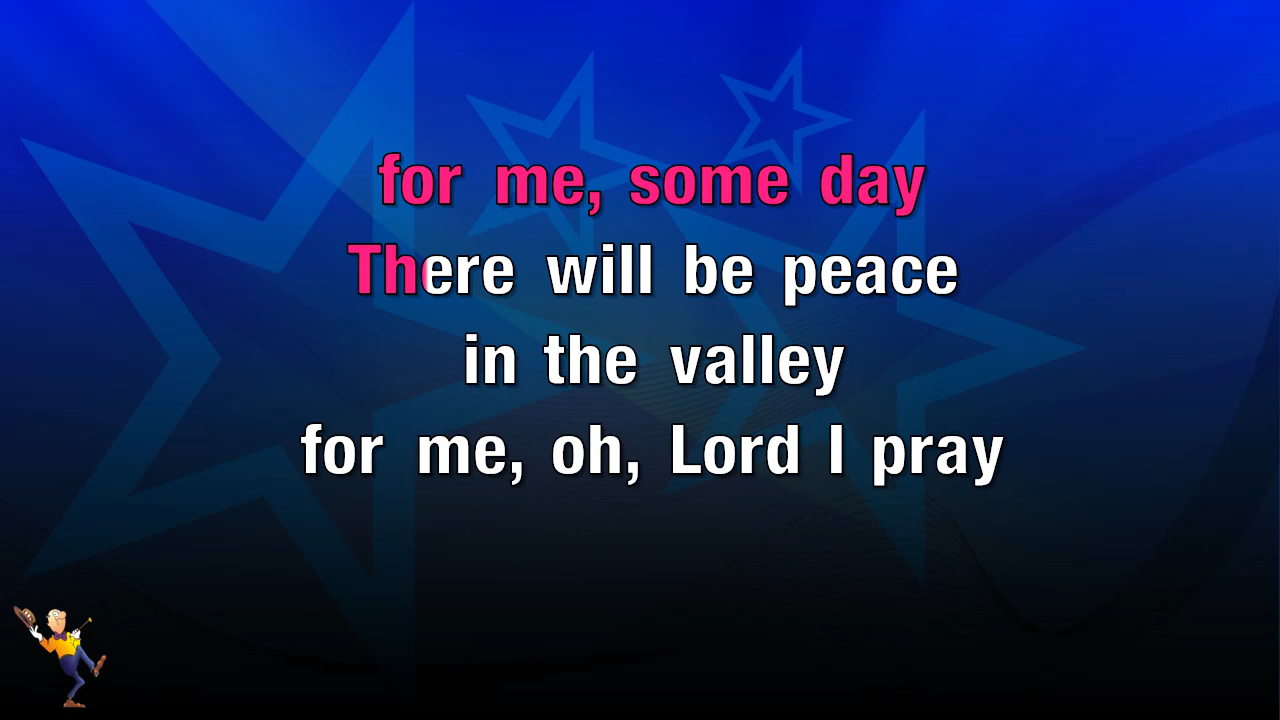 for me, some day
There will be peace
in the valley
for me, oh, Lord I pray